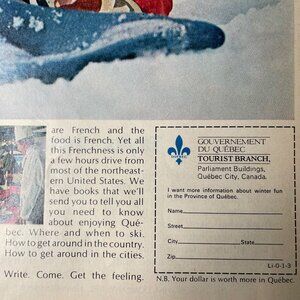 are French and the
food is French. Yet all
this Frenchness is only
a few hours drive from
most of the northeast-
ern United States. We
have books that we'll
send you to tell you all
you need to know
about enjoying Qué-
bec. Where and when to ski.
How to get around in the country.
How to get around in the cities.
Write. Come. Get the feeling.
GOUVERNEMENT
DU QUÉBEC
TOURIST BRANCH,
Parliament Buildings,
Québec City, Canada.
I want more information about winter fun
in the Province of Québec.
Name
Street
City State
Zip
Li-0-1-3
N.B. Your dollar is worth more in Québec.